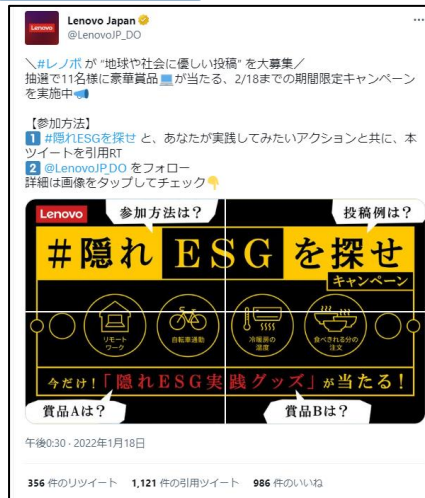 Lenovo Japan
@LenovoJP_DO
＼#レノボ が “地球や社会に優しい投稿” を大募集／
抽選で11名様に豪華賞品💻が当たる、2/18までの期間限定キャンペーン
を実施中📣
【参加方法】
1️⃣ #隠れESGを探せ と、あなたが実践してみたいアクションと共に、本
ツイートを引用RT
2️⃣ @LenovoJP_DO をフォロー
詳細は画像をタップしてチェック👇
Lenovo 参加方法は? 投稿例は?
#隠れESGを探せ
キャンペーン
リモート
ワーク
自転車通勤
冷暖房の
温度
食べきれる分の
注文
今だけ!「隠れESG実践グッズ」が当たる!
賞品Aは? 賞品Bは?
午後0:30 · 2022年1月18日
356 件のリツイート 1,121 件の引用ツイート 986 件のいいね